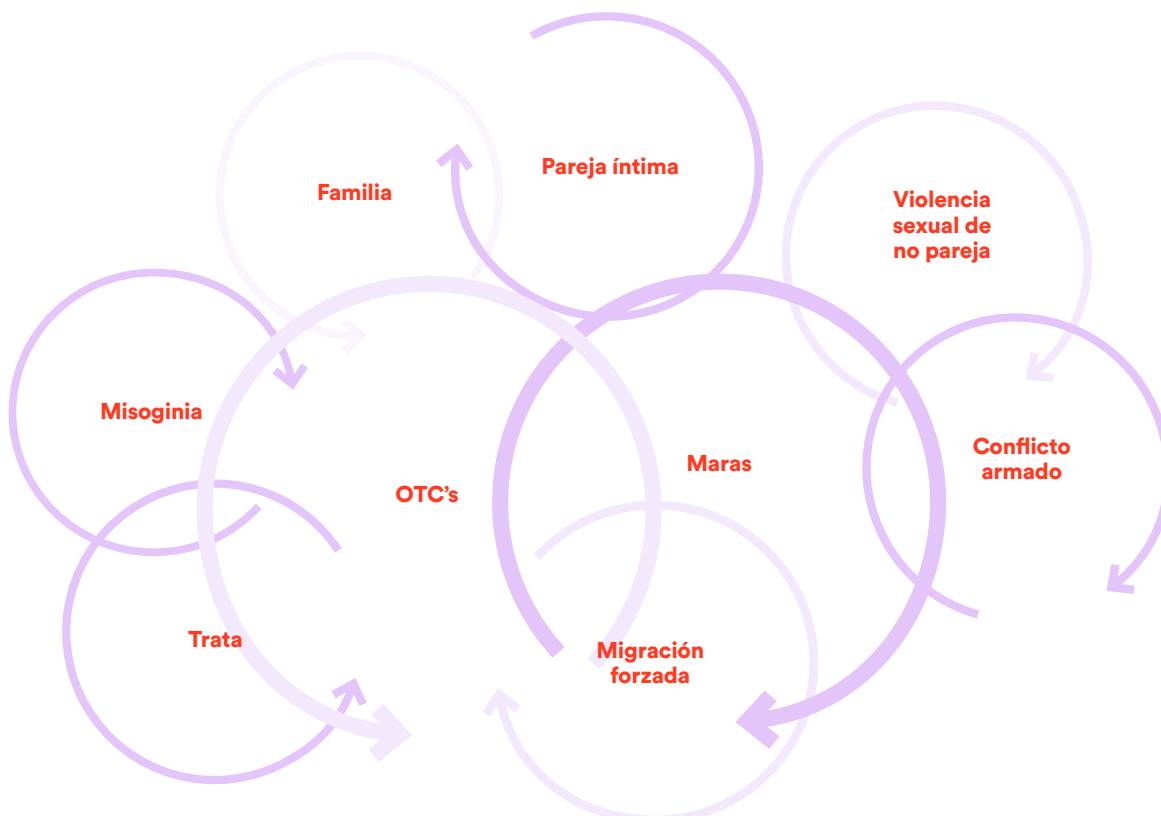 Pareja íntima
Familia
Violencia
sexual de
no pareja
Misoginia
Maras
Conflicto
armado
OTC’s
Trata
Migración
forzada